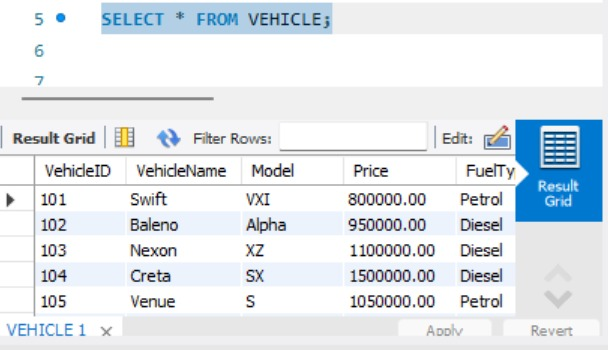 5 SELECT * FROM VEHICLE;
6
7
Result Grid Filter Rows: Edit:
VehicleID VehicleName Model Price FuelTy
101 Swift VXI 800000.00 Petrol
102 Baleno Alpha 950000.00 Diesel
103 Nexon XZ 1100000.00 Diesel
104 Creta SX 1500000.00 Diesel
105 Venue S 1050000.00 Petrol
Result
Grid
VEHICLE 1 Apply Revert